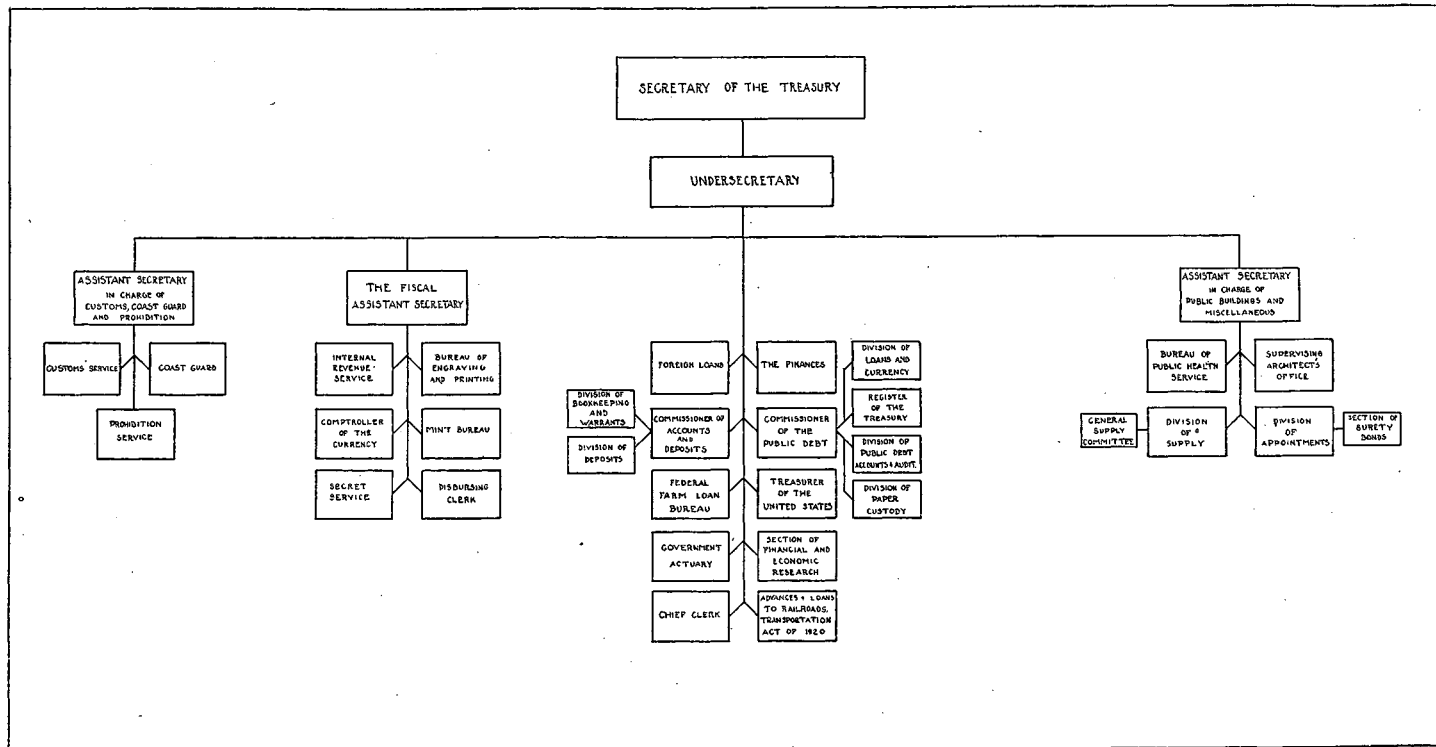 SECRETARY OF THE TREASURY
UNDERSECRETARY
ASSISTANT SECRETARY
IN CHARGE OF
CUSTOMS, COAST GUARD
AND PROHIBITION
CUSTOMS SERVICE
COAST GUARD
PROHIBITION
SERVICE
THE FISCAL
ASSISTANT SECRETARY
INTERNAL
REVENUE-
SERVICE
BUREAU OF
ENGRAVING
AND PRINTING
COMPTROLLER
OF THE
CURRENCY
MINT BUREAU
SECRET
SERVICE
DISBURSING
CLERK
FOREIGN LOANS
THE FINANCES
DIVISION OF
LOANS AND
CURRENCY
DIVISION OF
BOOKKEEPING
AND
WARRANTS
DIVISION OF
DEPOSITS
COMMISSIONER OF
ACCOUNTS
AND
DEPOSITS
COMMISSIONER
OF THE
PUBLIC DEBT
REGISTER
OF THE
TREASURY
DIVISION OF
PUBLIC DEBT
ACCOUNTS & AUDIT.
DIVISION OF
PAPER
CUSTODY
FEDERAL
FARM LOAN
BUREAU
TREASURER
OF THE
UNITED STATES
GOVERNMENT
ACTUARY
SECTION OF
FINANCIAL AND
ECONOMIC
RESEARCH
CHIEF CLERK
ADVANCES & LOANS
TO RAILROADS,
TRANSPORTATION
ACT OF 1920
ASSISTANT SECRETARY
IN CHARGE OF
PUBLIC BUILDINGS AND
MISCELLANEOUS
BUREAU OF
PUBLIC HEALTH
SERVICE
SUPERVISING
ARCHITECT'S
OFFICE
GENERAL
SUPPLY
COMMITTEE
DIVISION
OF
SUPPLY
DIVISION
OF
APPOINTMENTS
SECTION OF
SURETY
BONDS